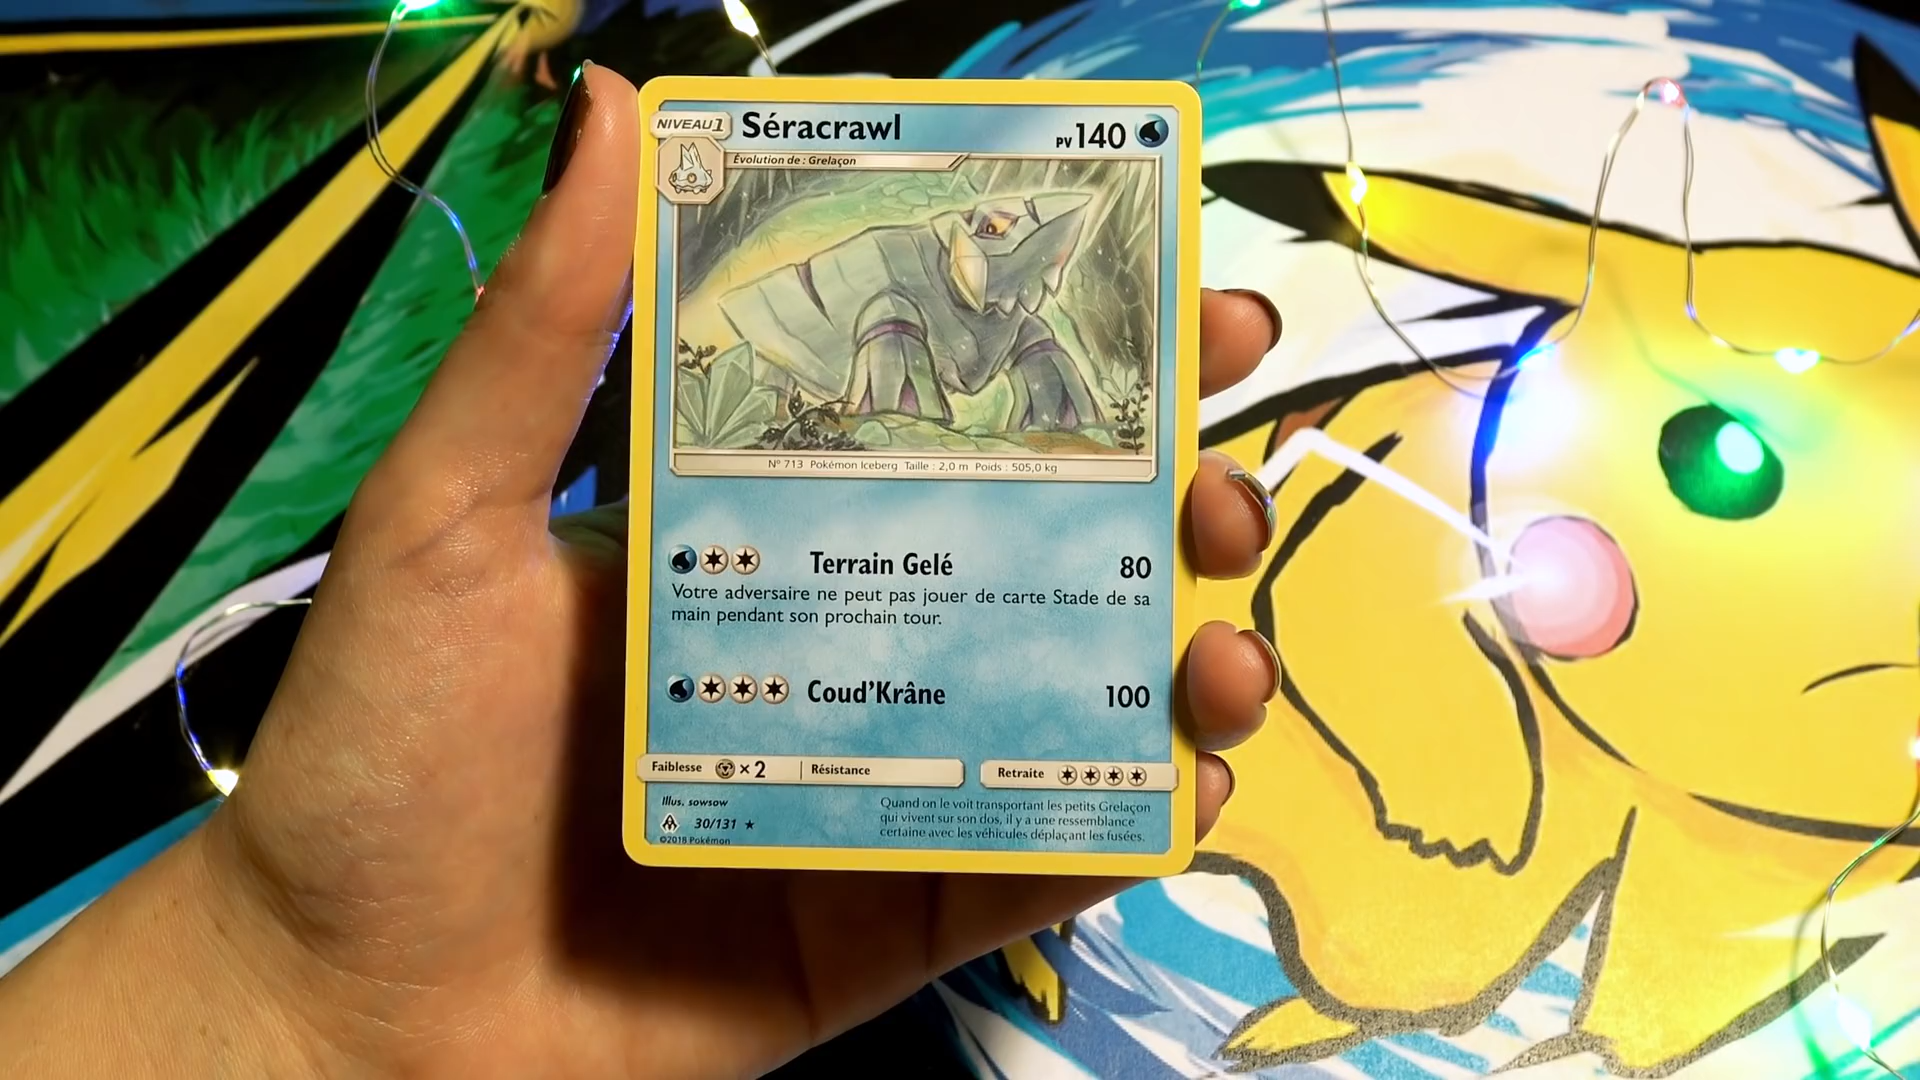 NIVEAU 1
Séracrawl
PV 140
Évolution de : Grelaçon
N° 713 Pokémon Iceberg Taille : 2,0 m Poids : 505,0 kg
Terrain Gelé 80
Votre adversaire ne peut pas jouer de carte Stade de sa
main pendant son prochain tour.
Coud'Krâne 100
Faiblesse ×2 Résistance Retraite
Illus. sowsow
30/131
©2018 Pokémon
Quand on le voit transportant les petits Grelaçon
qui vivent sur son dos, il y a une ressemblance
certaine avec les véhicules déplaçant les fusées.